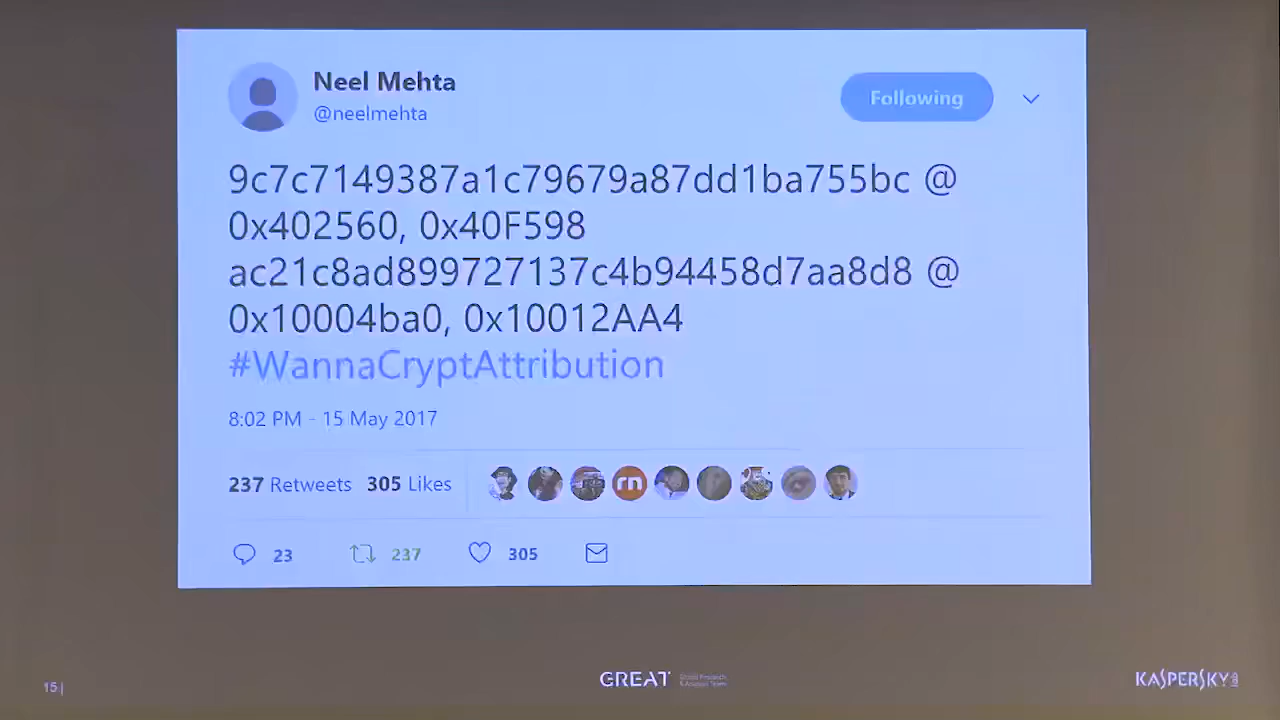 Neel Mehta
@neelmehta
Following
9c7c7149387a1c79679a87dd1ba755bc @
0x402560, 0x40F598
ac21c8ad899727137c4b94458d7aa8d8 @
0x10004ba0, 0x10012AA4
#WannaCryptAttribution
8:02 PM - 15 May 2017
237 Retweets 305 Likes
rn
23 237 305
15|
GREAT
KASPERSKY